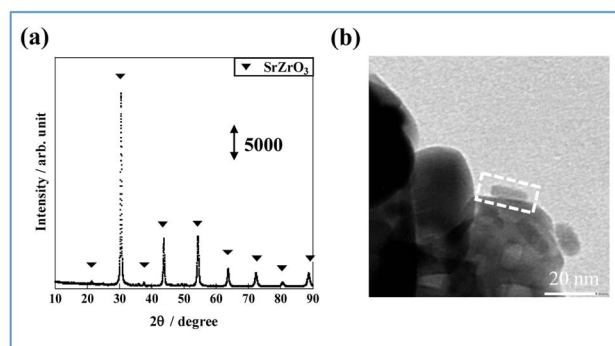 (a)
▼ SrZrO₃
5000
Intensity / arb. unit
10 20 30 40 50 60 70 80 90
2θ / degree
(b)
20 nm